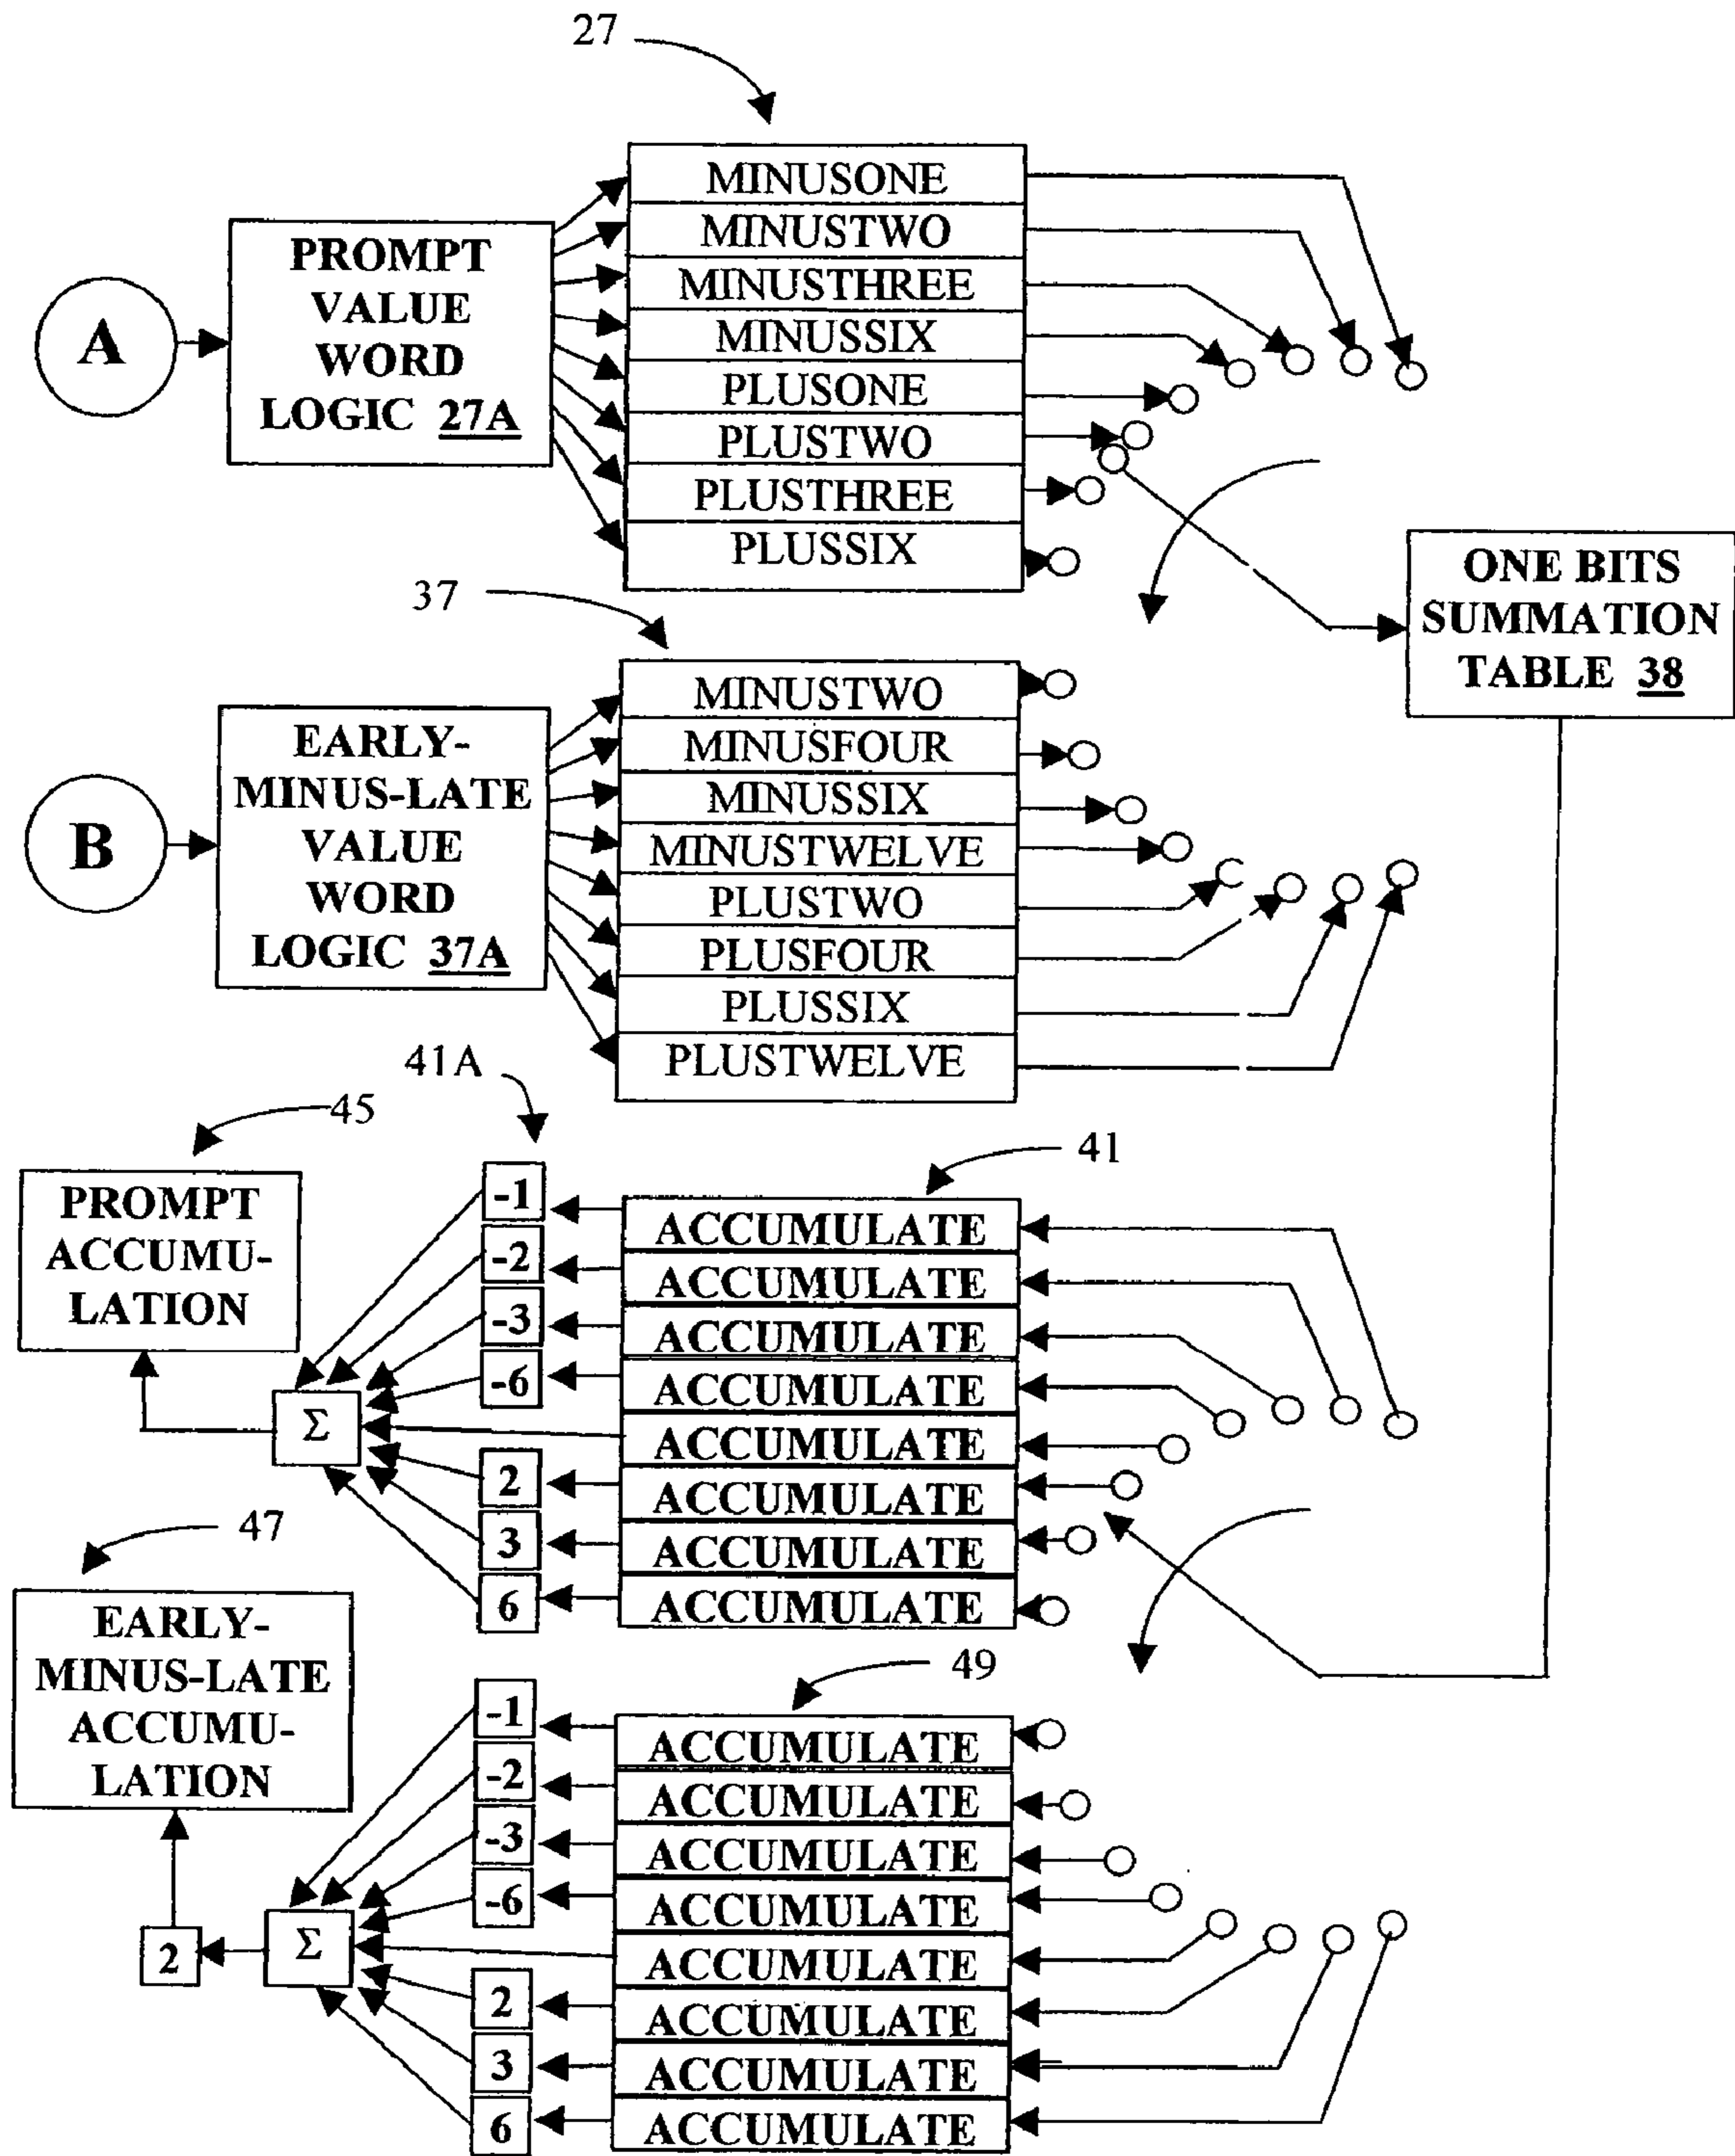 27
MINUSONE
MINUSTWO
MINUSTHREE
MINUSSIX
PLUSONE
PLUSTWO
PLUSTHREE
PLUSSIX
A
PROMPT
VALUE
WORD
LOGIC 27A
ONE BITS
SUMMATION
TABLE 38
37
MINUSTWO
MINUSFOUR
MINUSSIX
MINUSTWELVE
PLUSTWO
PLUSFOUR
PLUSSIX
PLUSTWELVE
B
EARLY-
MINUS-LATE
VALUE
WORD
LOGIC 37A
41A
45
41
PROMPT
ACCUMU-
LATION
Σ
-1
-2
-3
-6
2
3
6
ACCUMULATE
ACCUMULATE
ACCUMULATE
ACCUMULATE
ACCUMULATE
ACCUMULATE
ACCUMULATE
ACCUMULATE
47
49
EARLY-
MINUS-LATE
ACCUMU-
LATION
2
Σ
-1
-2
-3
-6
2
3
6
ACCUMULATE
ACCUMULATE
ACCUMULATE
ACCUMULATE
ACCUMULATE
ACCUMULATE
ACCUMULATE
ACCUMULATE